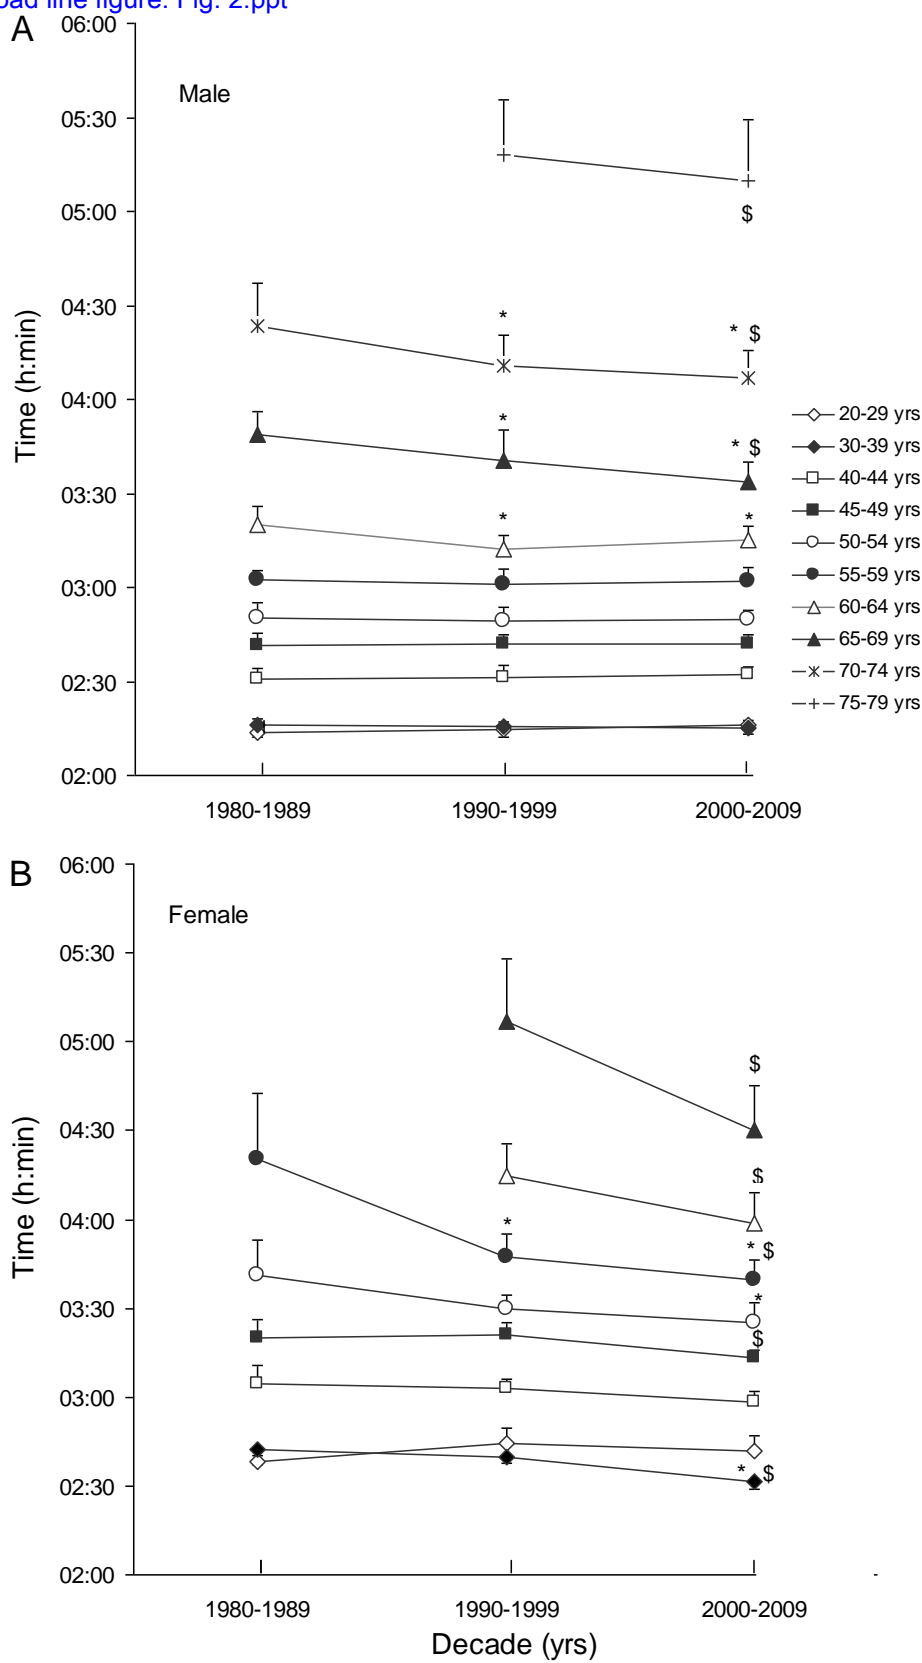 oad line figure: Fig. 2.ppt
A
06:00
Male
05:30
05:00
$
04:30
*
* $
04:00
*
* $
03:30
*
*
03:00
02:30
02:00
Time (h:min)
1980-1989
1990-1999
2000-2009
20-29 yrs
30-39 yrs
40-44 yrs
45-49 yrs
50-54 yrs
55-59 yrs
60-64 yrs
65-69 yrs
70-74 yrs
75-79 yrs
B
06:00
Female
05:30
05:00
$
04:30
$
04:00
*
* $
03:30
*
$
03:00
02:30
* $
02:00
Time (h:min)
1980-1989
1990-1999
2000-2009
Decade (yrs)